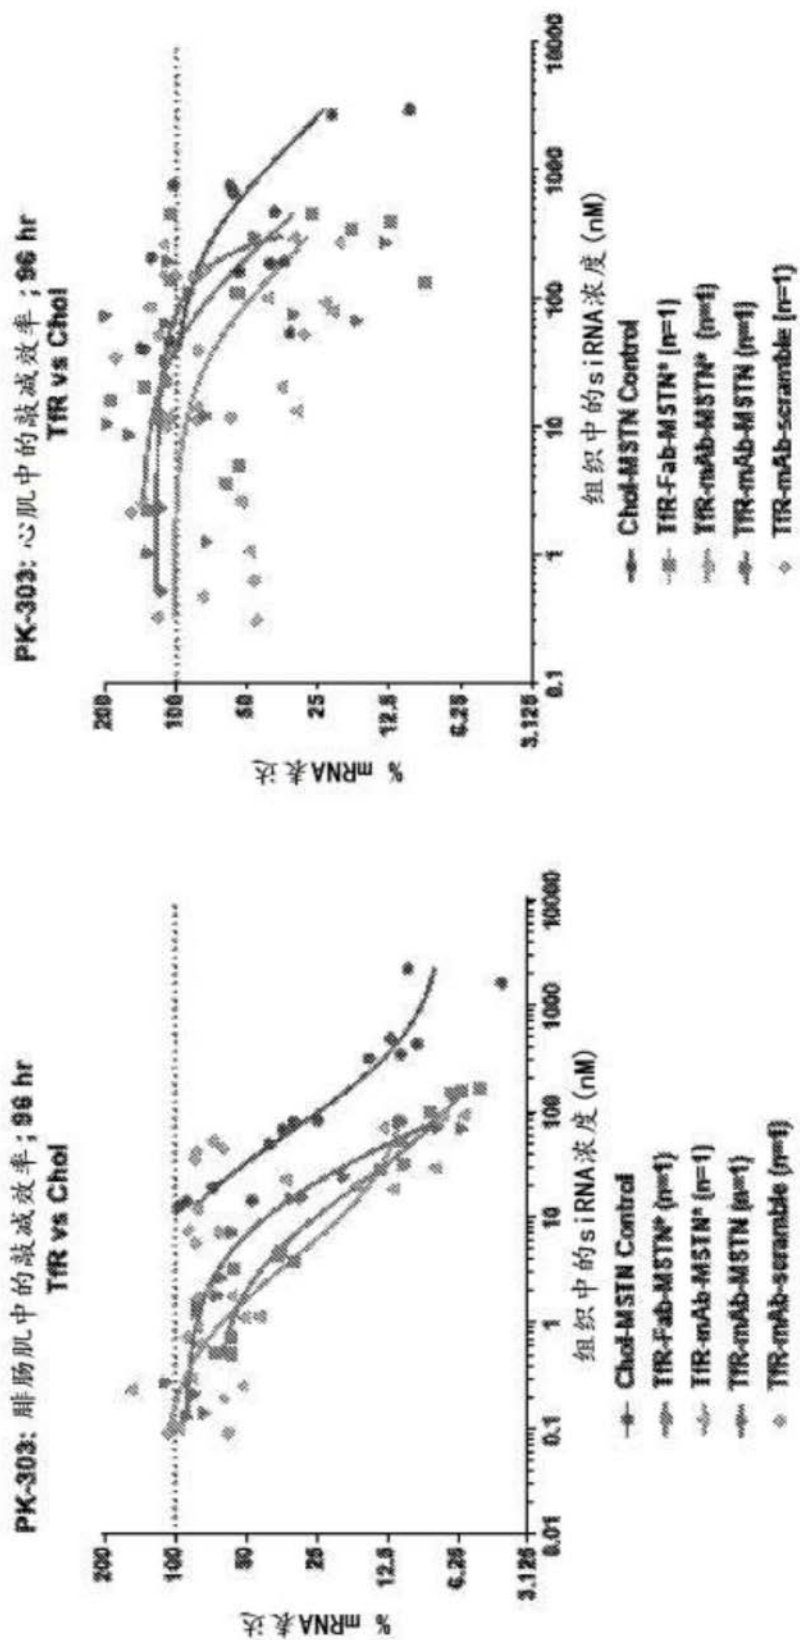 PK-303: 腓肠肌中的敲减效率；96 hr
TfR vs Chol
% mRNA表达
200
100
50
25
12.5
6.25
3.125
0.01
0.1
1
10
100
1000
10000
组织中的siRNA浓度(nM)
Chol-MSTN Control
TfR-Fab-MSTN* (n=1)
TfR-mAb-MSTN* (n=1)
TfR-mAb-MSTN (n=1)
TfR-mAb-scramble (n=1)
PK-303: 心肌中的敲减效率；96 hr
TfR vs Chol
% mRNA表达
200
100
50
25
12.5
6.25
3.125
0.1
1
10
100
1000
10000
组织中的siRNA浓度(nM)
Chol-MSTN Control
TfR-Fab-MSTN* (n=1)
TfR-mAb-MSTN* (n=1)
TfR-mAb-MSTN (n=1)
TfR-mAb-scramble (n=1)